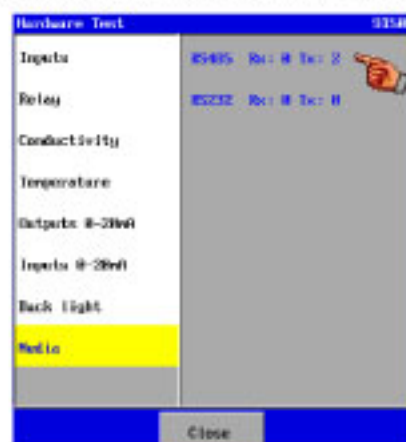 Hardware Test
Inputs
RS485 Rx: 0 Tx: 2
Relay
RS232 Rx: 0 Tx: 0
Conductivity
Temperature
Outputs 0-20mA
Inputs 0-20mA
Back light
Media
Close